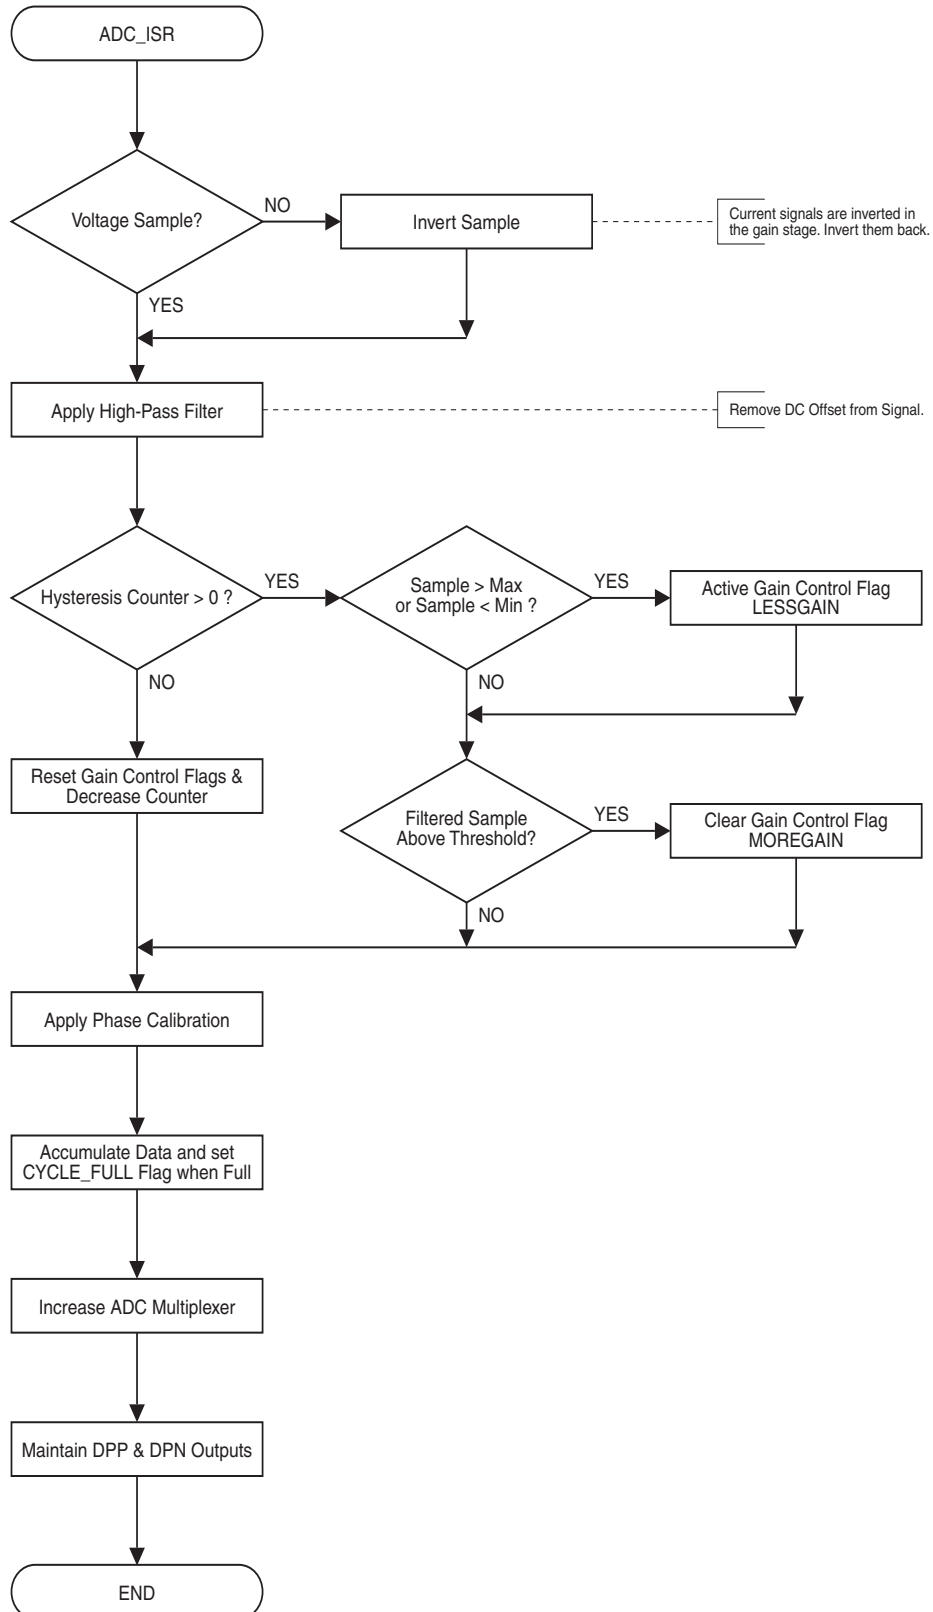 ADC_ISR
Voltage Sample?
NO
Invert Sample
Current signals are inverted in
the gain stage. Invert them back.
YES
Apply High-Pass Filter
Remove DC Offset from Signal.
Hysteresis Counter > 0 ?
YES
Sample > Max
or Sample < Min ?
YES
Active Gain Control Flag
LESSGAIN
NO
NO
Reset Gain Control Flags &
Decrease Counter
Filtered Sample
Above Threshold?
YES
Clear Gain Control Flag
MOREGAIN
NO
Apply Phase Calibration
Accumulate Data and set
CYCLE_FULL Flag when Full
Increase ADC Multiplexer
Maintain DPP & DPN Outputs
END